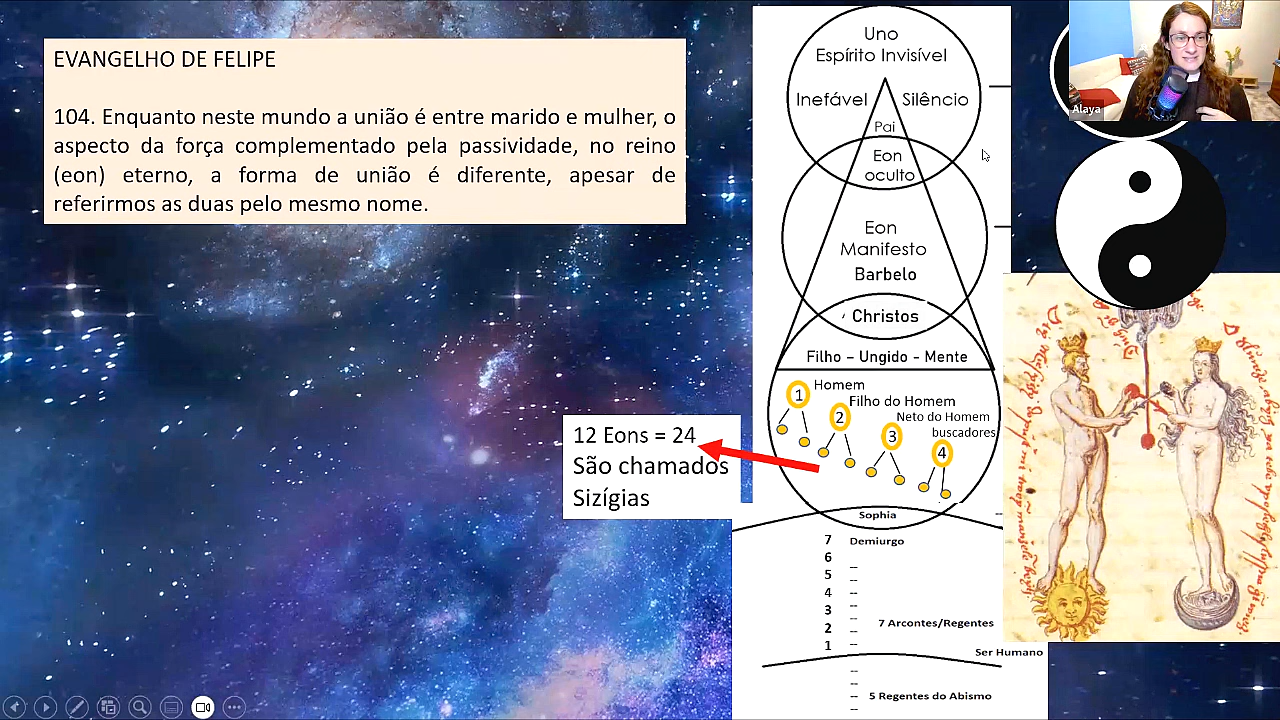 EVANGELHO DE FELIPE
104. Enquanto neste mundo a união é entre marido e mulher, o
aspecto da força complementado pela passividade, no reino
(eon) eterno, a forma de união é diferente, apesar de
referirmos as duas pelo mesmo nome.
Uno
Espírito Invisível
Inefável
Silêncio
Pai
Eon
oculto
Eon
Manifesto
Barbelo
Christos
Filho – Ungido - Mente
1 Homem
2 Filho do Homem
3 Neto do Homem
4 buscadores
12 Eons = 24
São chamados
Sizígias
Sophia
7 Demiurgo
6 --
5 --
4 --
3 --
2 -- 7 Arcontes/Regentes
1 --
Ser Humano
--
--
-- 5 Regentes do Abismo
--
Alaya